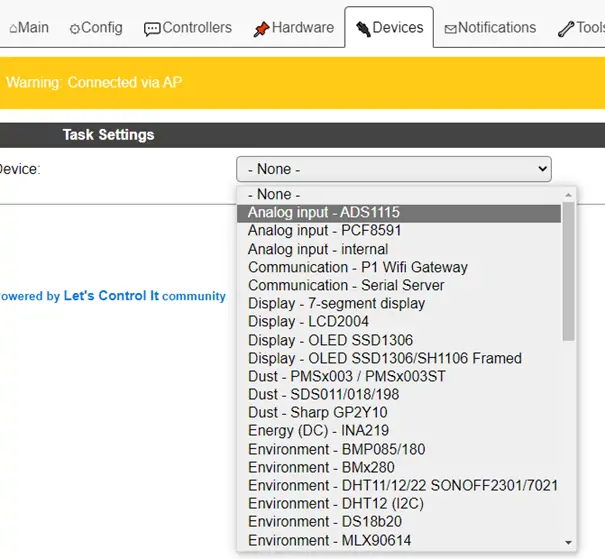 Main Config Controllers Hardware Devices Notifications Tools
Warning: Connected via AP
Task Settings
Device: - None -
- None -
Analog input - ADS1115
Analog input - PCF8591
Analog input - internal
Communication - P1 Wifi Gateway
Communication - Serial Server
Powered by Let's Control It community
Display - 7-segment display
Display - LCD2004
Display - OLED SSD1306
Display - OLED SSD1306/SH1106 Framed
Dust - PMSx003 / PMSx003ST
Dust - SDS011/018/198
Dust - Sharp GP2Y10
Energy (DC) - INA219
Environment - BMP085/180
Environment - BMx280
Environment - DHT11/12/22 SONOFF2301/7021
Environment - DHT12 (I2C)
Environment - DS18b20
Environment - MLX90614